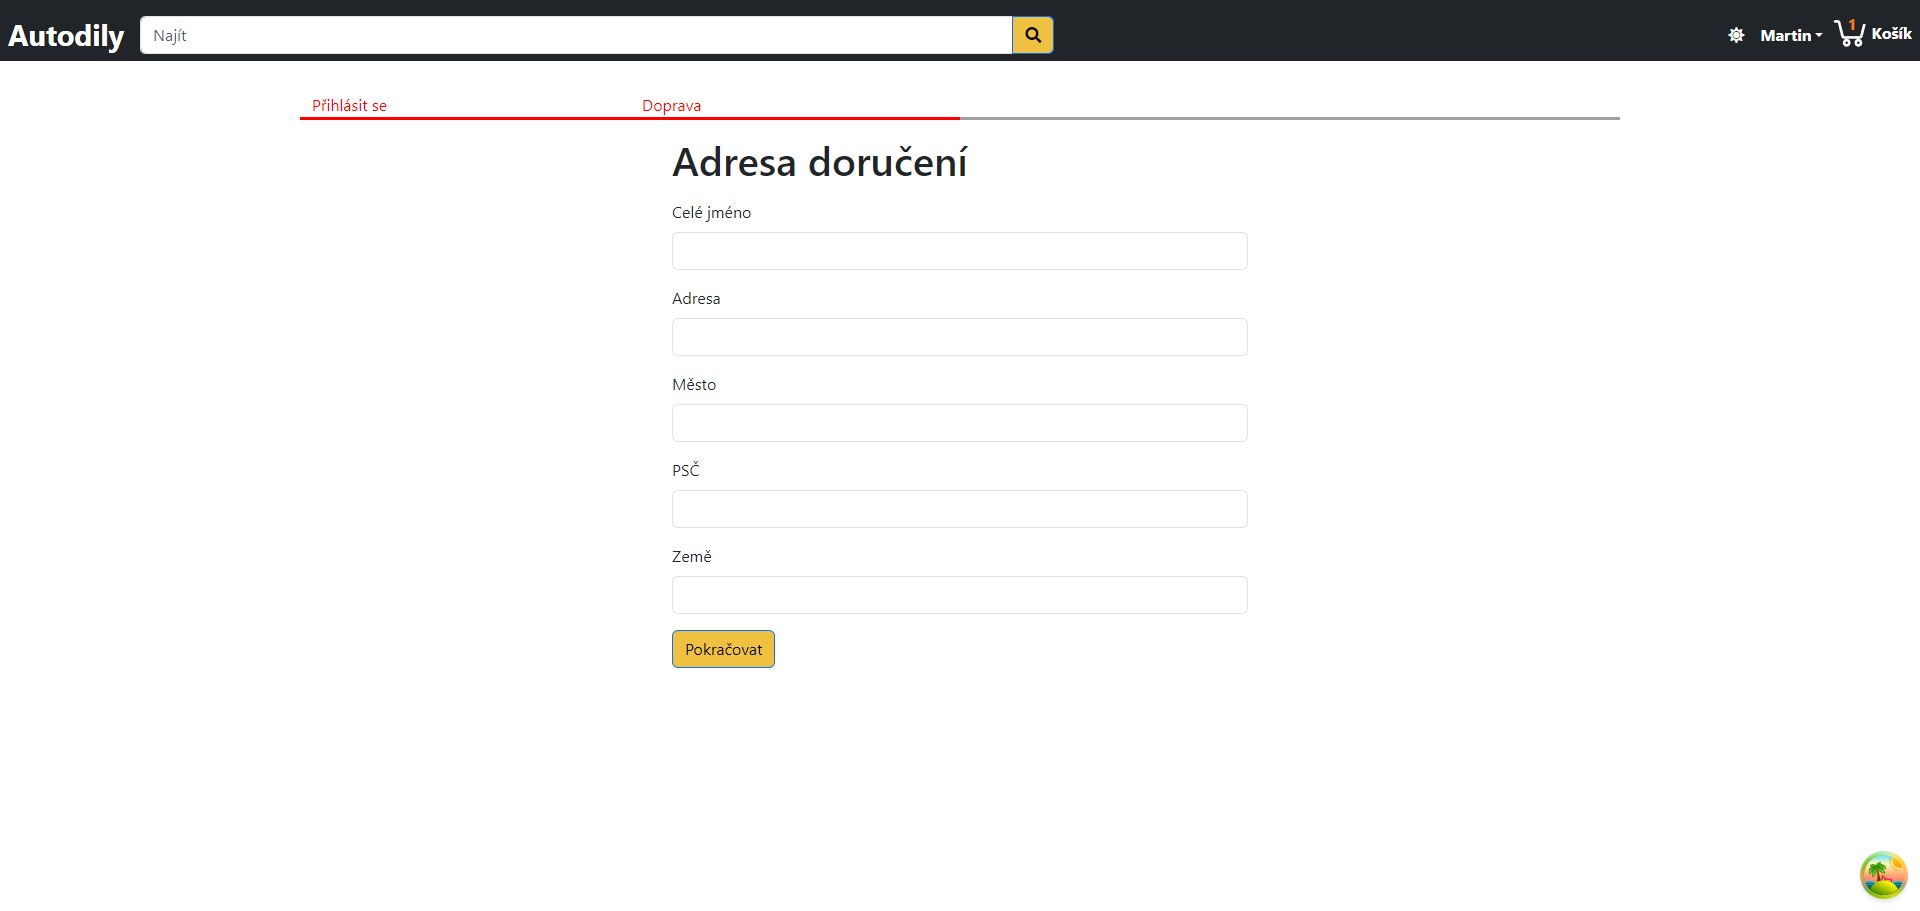 Autodily
Najít
Martin
1
Košík
Přihlásit se
Doprava
Adresa doručení
Celé jméno
Adresa
Město
PSČ
Země
Pokračovat